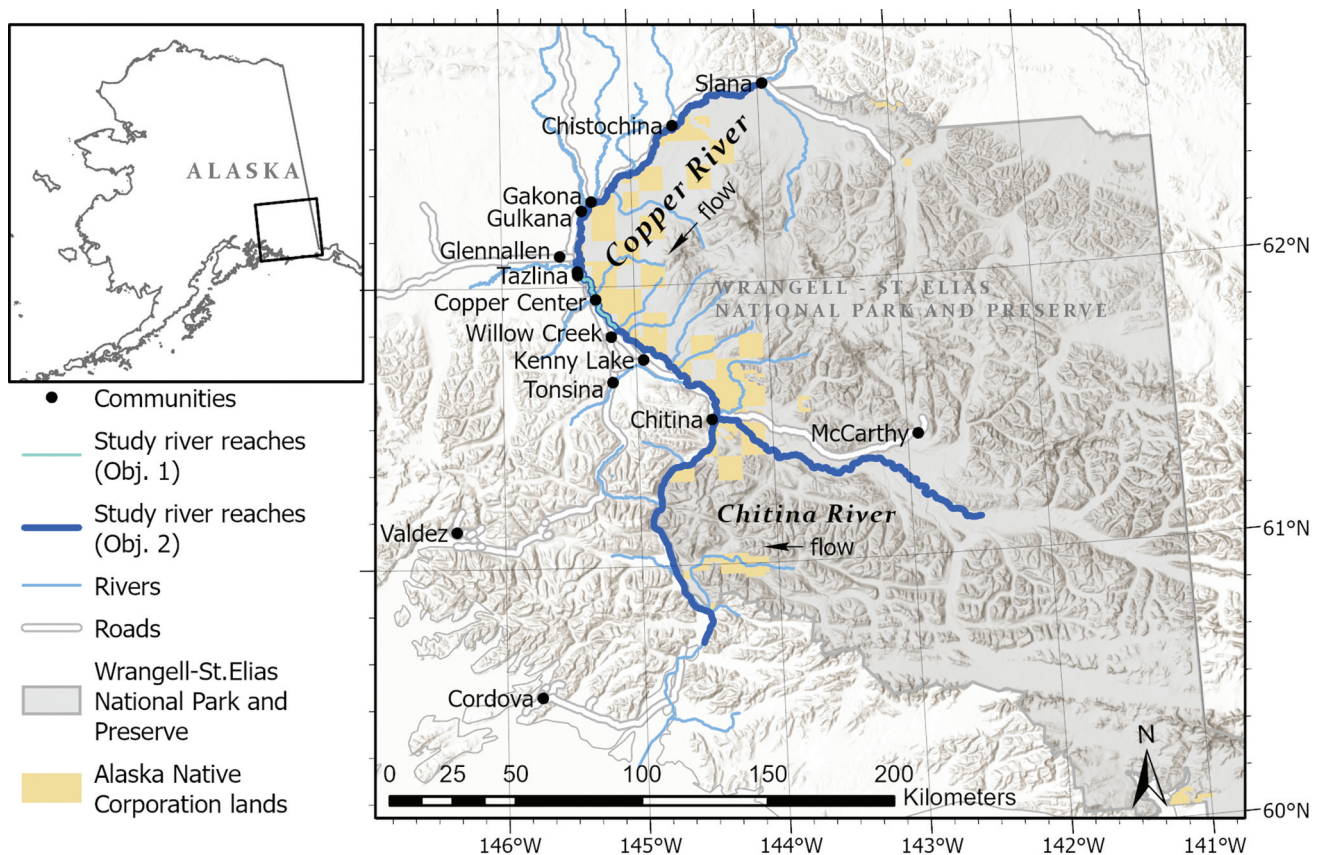 ALASKA
Communities
Study river reaches
(Obj. 1)
Study river reaches
(Obj. 2)
Rivers
Roads
Wrangell-St.Elias
National Park and
Preserve
Alaska Native
Corporation lands
Slana
Chistochina
Copper River
flow
Gakona
Gulkana
Glennallen
Tazlina
Copper Center
Willow Creek
Kenny Lake
Tonsina
Chitina
McCarthy
WRANGELL - ST. ELIAS
NATIONAL PARK AND PRESERVE
Chitina River
flow
Valdez
Cordova
N
0 25 50 100 150 200
Kilometers
62°N
61°N
60°N
146°W 145°W 144°W 143°W 142°W 141°W